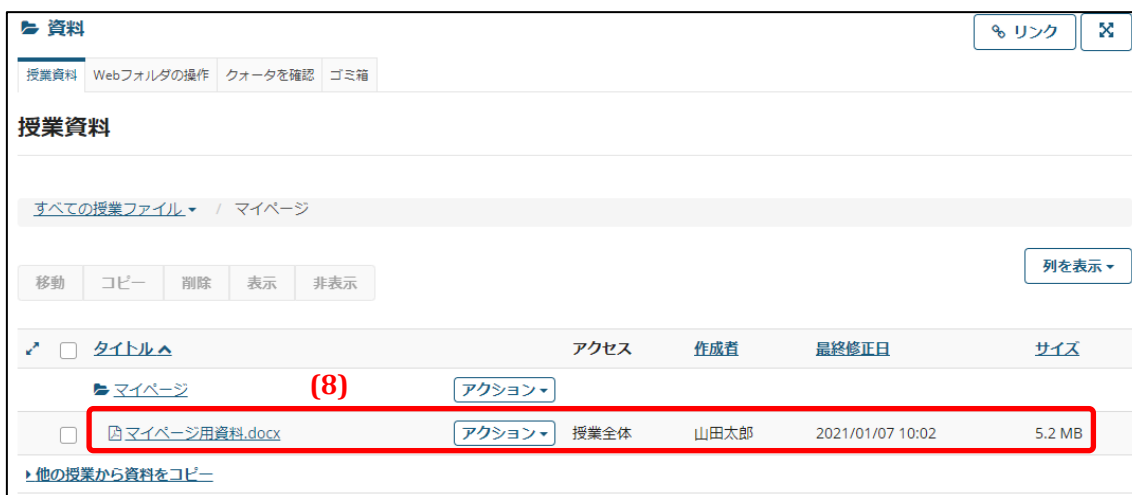 資料
リンク
授業資料 Webフォルダの操作 クォータを確認 ゴミ箱
授業資料
すべての授業ファイル / マイページ
列を表示
移動 コピー 削除 表示 非表示
タイトル アクセス 作成者 最終修正日 サイズ
マイページ (8) アクション
マイページ用資料.docx アクション 授業全体 山田太郎 2021/01/07 10:02 5.2 MB
他の授業から資料をコピー